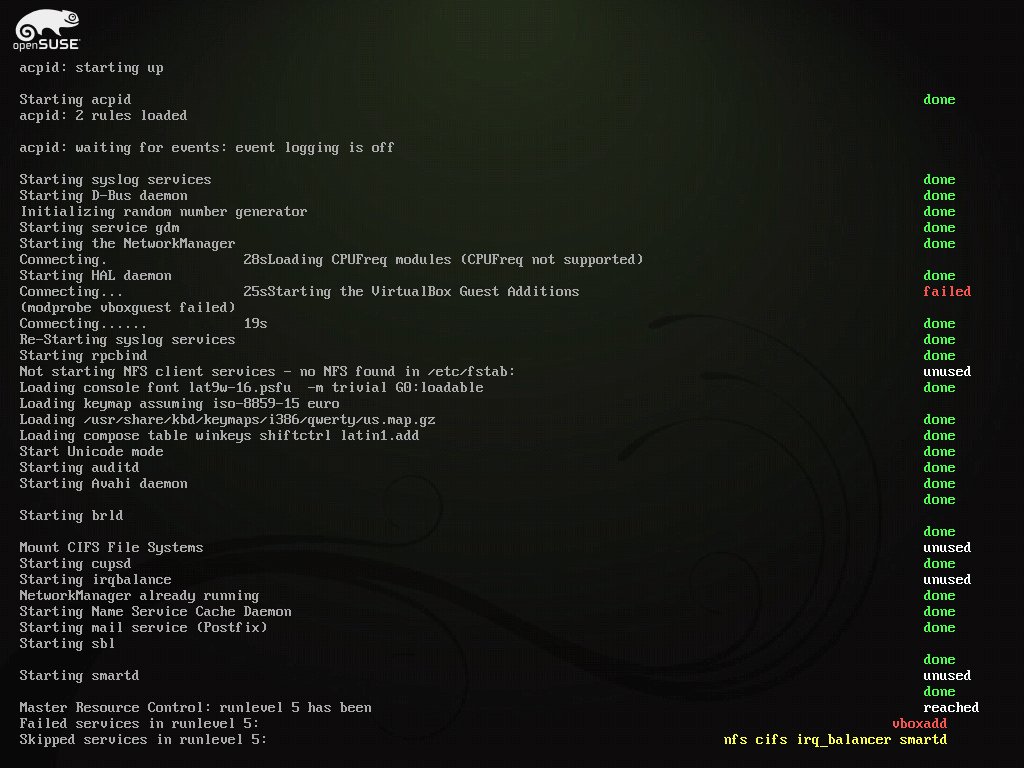 openSUSE
acpid: starting up
Starting acpid done
acpid: 2 rules loaded
acpid: waiting for events: event logging is off
Starting syslog services done
Starting D-Bus daemon done
Initializing random number generator done
Starting service gdm done
Starting the NetworkManager done
Connecting. 28sLoading CPUFreq modules (CPUFreq not supported)
Starting HAL daemon done
Connecting... 25sStarting the VirtualBox Guest Additions failed
(modprobe vboxguest failed)
Connecting...... 19s done
Re-Starting syslog services done
Starting rpcbind done
Not starting NFS client services - no NFS found in /etc/fstab: unused
Loading console font lat9w-16.psfu -m trivial G0:loadable done
Loading keymap assuming iso-8859-15 euro
Loading /usr/share/kbd/keymaps/i386/qwerty/us.map.gz done
Loading compose table winkeys shiftctrl latin1.add done
Start Unicode mode done
Starting auditd done
Starting Avahi daemon done
done
Starting brld
done
Mount CIFS File Systems unused
Starting cupsd done
Starting irqbalance unused
NetworkManager already running done
Starting Name Service Cache Daemon done
Starting mail service (Postfix) done
Starting sbl
done
Starting smartd unused
done
Master Resource Control: runlevel 5 has been reached
Failed services in runlevel 5: vboxadd
Skipped services in runlevel 5: nfs cifs irq_balancer smartd